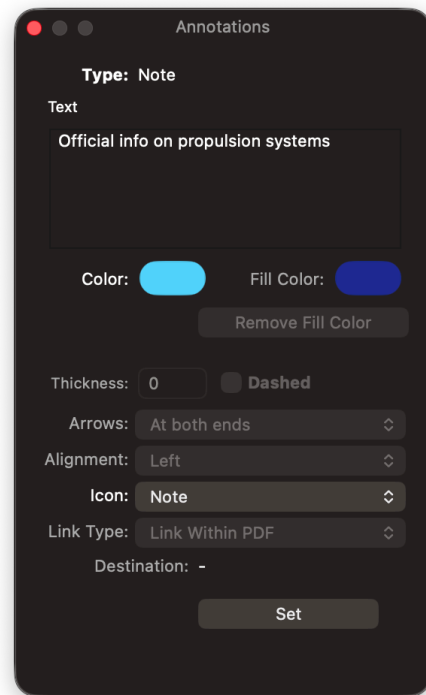 Annotations
Type: Note
Text
Official info on propulsion systems
Color: Fill Color:
Remove Fill Color
Thickness: 0 Dashed
Arrows: At both ends
Alignment: Left
Icon: Note
Link Type: Link Within PDF
Destination: -
Set